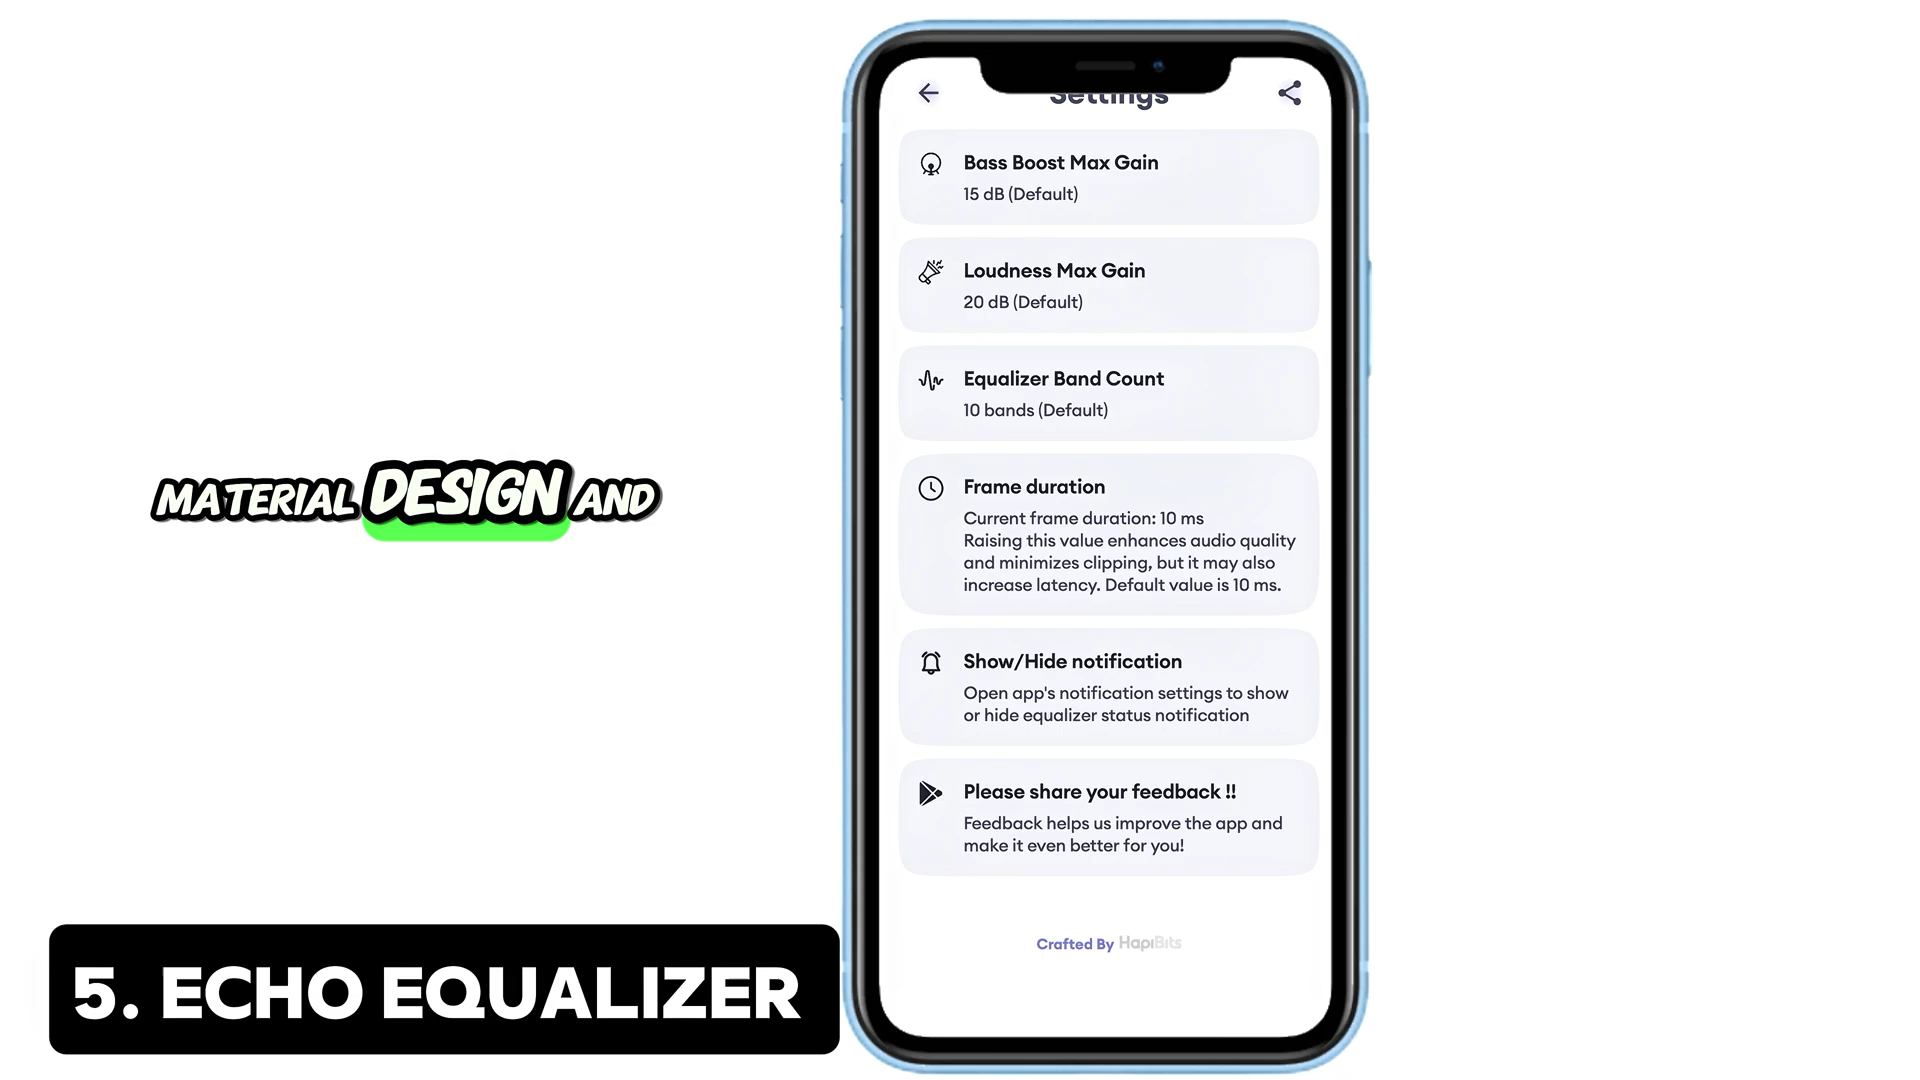 Settings
Bass Boost Max Gain
15 dB (Default)
Loudness Max Gain
20 dB (Default)
Equalizer Band Count
10 bands (Default)
Frame duration
Current frame duration: 10 ms
Raising this value enhances audio quality
and minimizes clipping, but it may also
increase latency. Default value is 10 ms.
Show/Hide notification
Open app's notification settings to show
or hide equalizer status notification
Please share your feedback !!
Feedback helps us improve the app and
make it even better for you!
Crafted By HapiBits
MATERIAL DESIGN AND
5. ECHO EQUALIZER